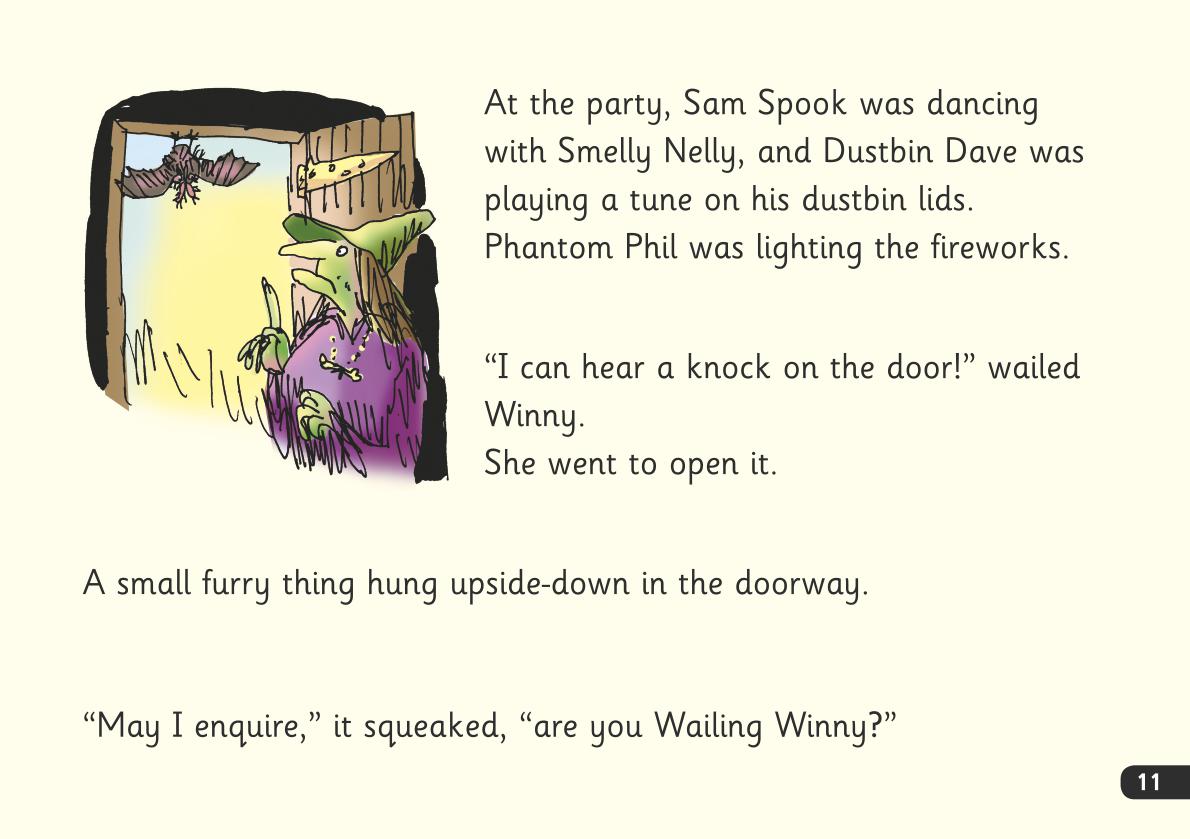 At the party, Sam Spook was dancing
with Smelly Nelly, and Dustbin Dave was
playing a tune on his dustbin lids.
Phantom Phil was lighting the fireworks.
“I can hear a knock on the door!” wailed
Winny.
She went to open it.
A small furry thing hung upside-down in the doorway.
“May I enquire,” it squeaked, “are you Wailing Winny?”
11